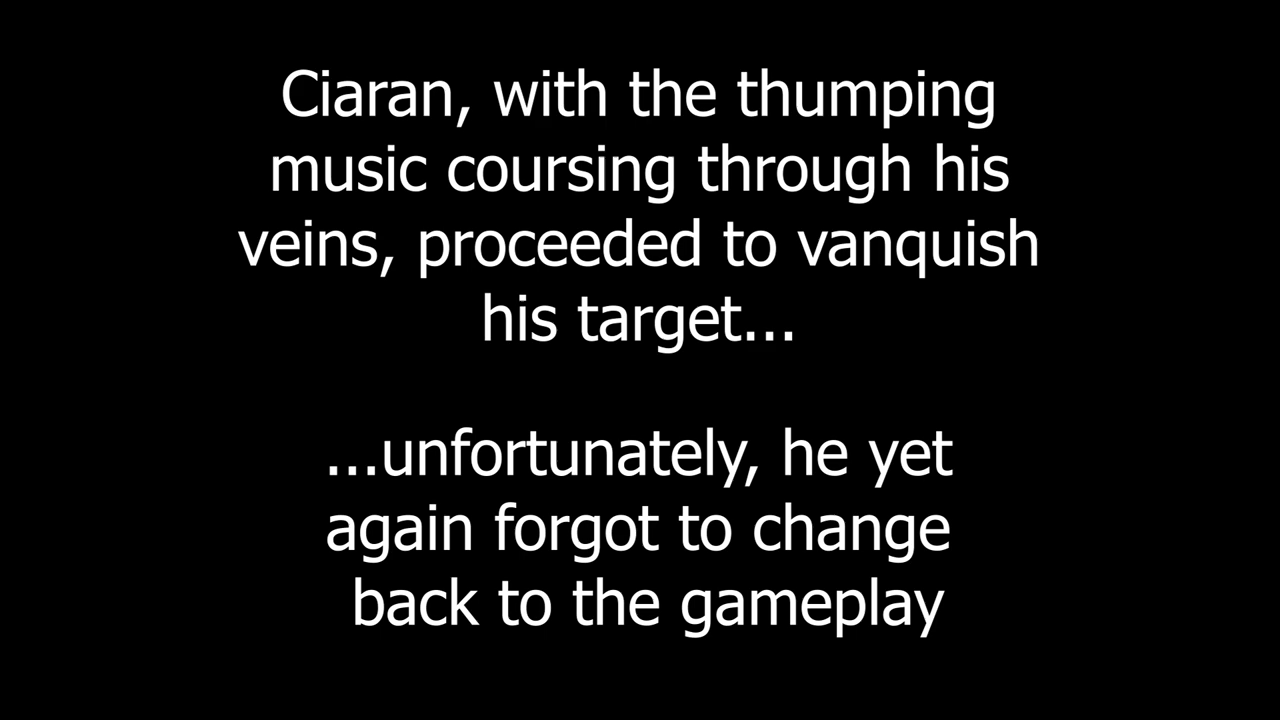 Ciaran, with the thumping
music coursing through his
veins, proceeded to vanquish
his target...
...unfortunately, he yet
again forgot to change
back to the gameplay